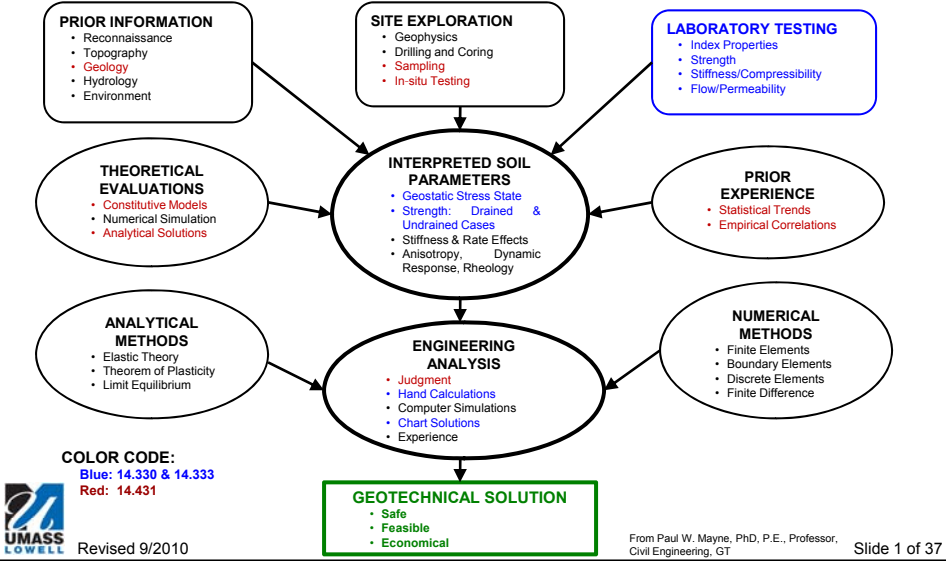 PRIOR INFORMATION
• Reconnaissance
• Topography
• Geology
• Hydrology
• Environment
SITE EXPLORATION
• Geophysics
• Drilling and Coring
• Sampling
• In-situ Testing
LABORATORY TESTING
• Index Properties
• Strength
• Stiffness/Compressibility
• Flow/Permeability
THEORETICAL
EVALUATIONS
• Constitutive Models
• Numerical Simulation
• Analytical Solutions
INTERPRETED SOIL
PARAMETERS
• Geostatic Stress State
• Strength: Drained &
Undrained Cases
• Stiffness & Rate Effects
• Anisotropy, Dynamic
Response, Rheology
PRIOR
EXPERIENCE
• Statistical Trends
• Empirical Correlations
ANALYTICAL
METHODS
• Elastic Theory
• Theorem of Plasticity
• Limit Equilibrium
ENGINEERING
ANALYSIS
• Judgment
• Hand Calculations
• Computer Simulations
• Chart Solutions
• Experience
NUMERICAL
METHODS
• Finite Elements
• Boundary Elements
• Discrete Elements
• Finite Difference
COLOR CODE:
Blue: 14.330 & 14.333
Red: 14.431
GEOTECHNICAL SOLUTION
• Safe
• Feasible
• Economical
UMASS
LOWELL
Revised 9/2010
From Paul W. Mayne, PhD, P.E., Professor,
Civil Engineering, GT
Slide 1 of 37